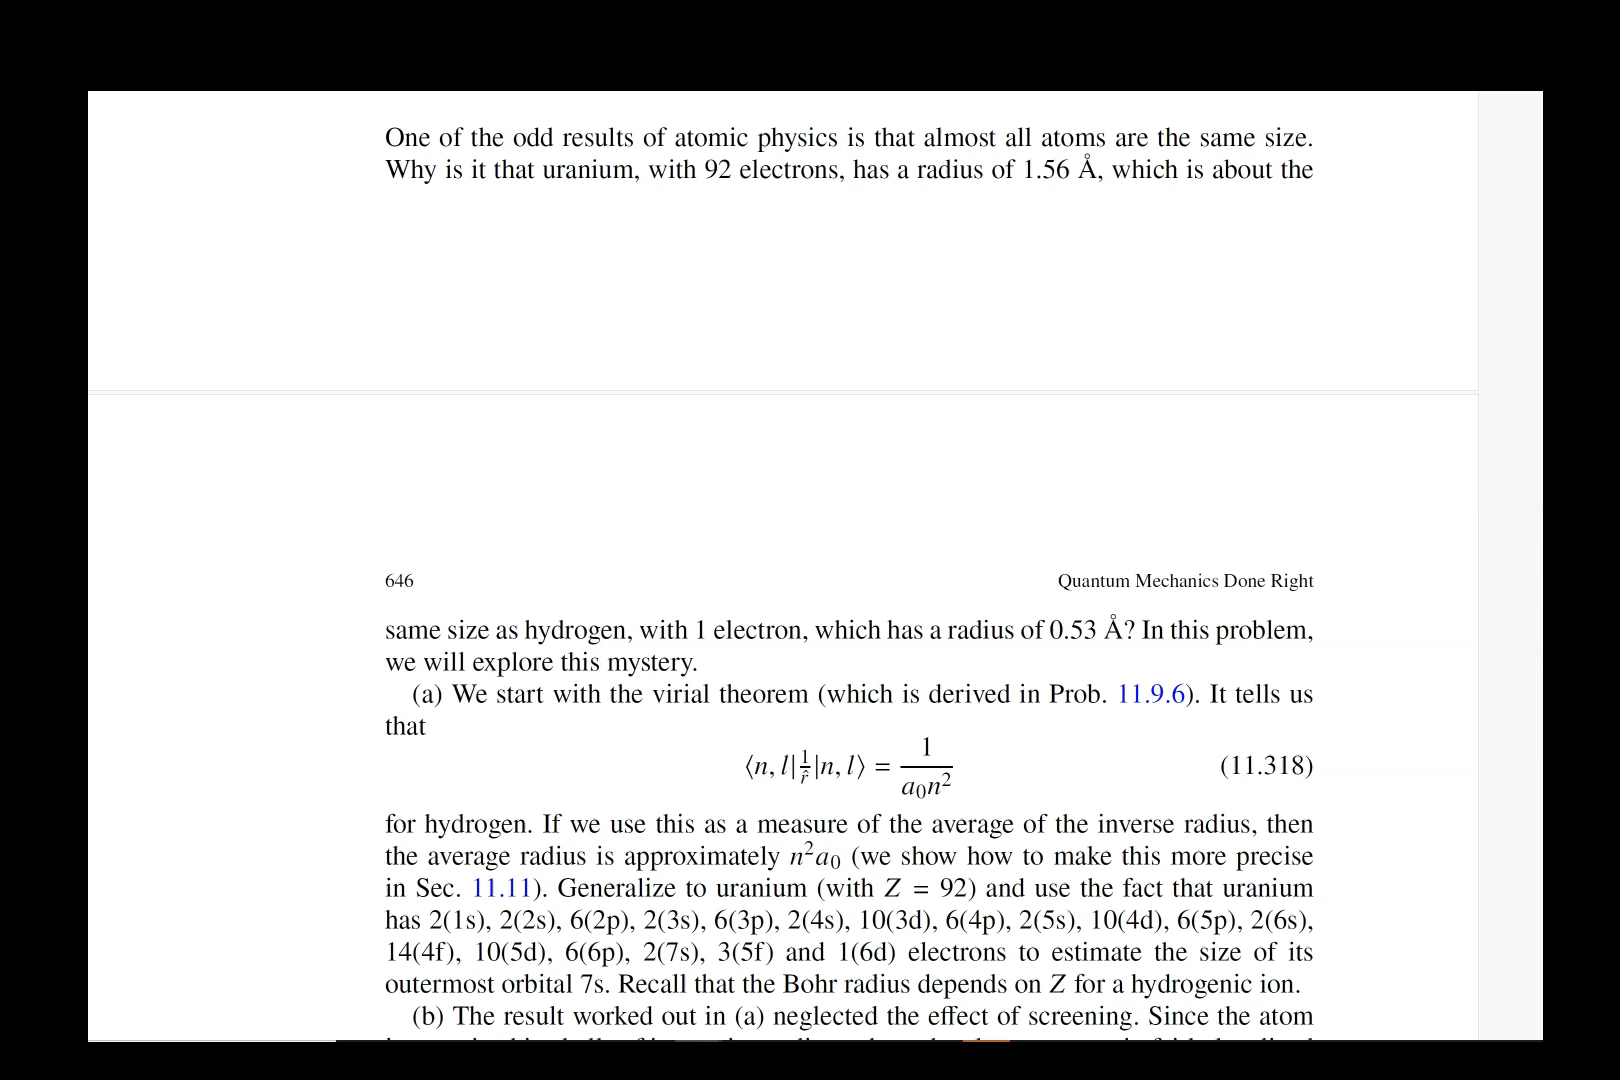 One of the odd results of atomic physics is that almost all atoms are the same size.
Why is it that uranium, with 92 electrons, has a radius of 1.56 Å, which is about the
646 Quantum Mechanics Done Right
same size as hydrogen, with 1 electron, which has a radius of 0.53 Å? In this problem,
we will explore this mystery.
(a) We start with the virial theorem (which is derived in Prob. 11.9.6). It tells us
that
⟨n, l| 1/r̂ |n, l⟩ = 1/(a₀n²) (11.318)
for hydrogen. If we use this as a measure of the average of the inverse radius, then
the average radius is approximately n²a₀ (we show how to make this more precise
in Sec. 11.11). Generalize to uranium (with Z = 92) and use the fact that uranium
has 2(1s), 2(2s), 6(2p), 2(3s), 6(3p), 2(4s), 10(3d), 6(4p), 2(5s), 10(4d), 6(5p), 2(6s),
14(4f), 10(5d), 6(6p), 2(7s), 3(5f) and 1(6d) electrons to estimate the size of its
outermost orbital 7s. Recall that the Bohr radius depends on Z for a hydrogenic ion.
(b) The result worked out in (a) neglected the effect of screening. Since the atom